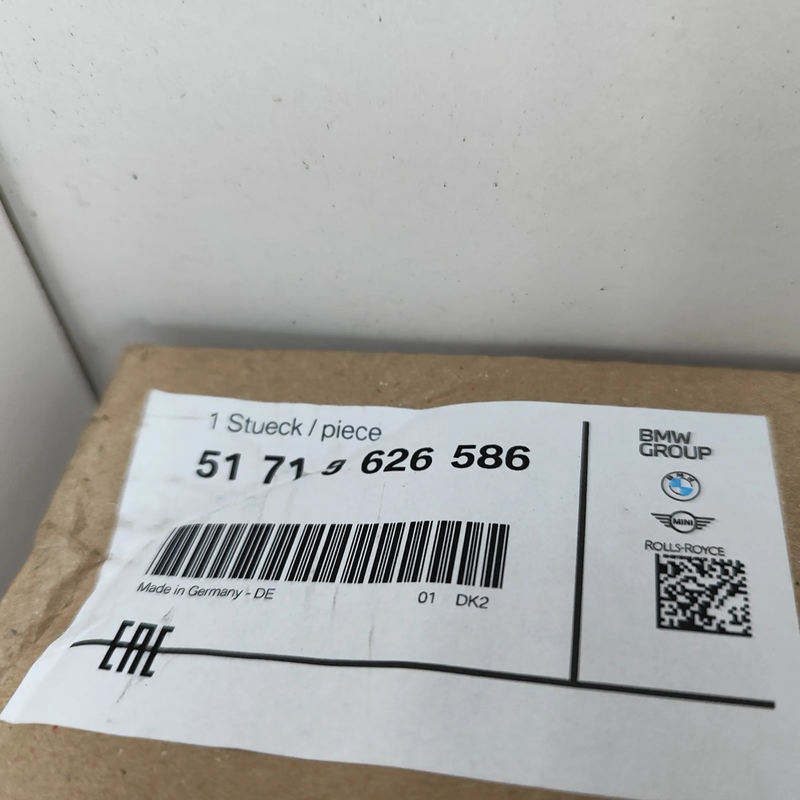 1 Stueck / piece
51 71 9 626 586
Made in Germany - DE
01 DK2
EAC
BMW
GROUP
BMW
MINI
ROLLS-ROYCE